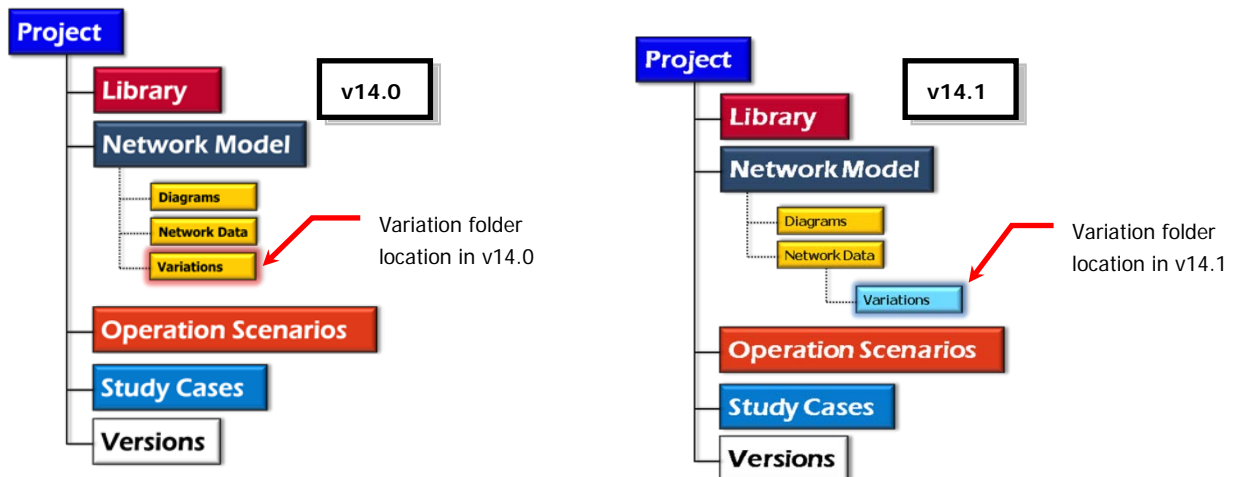 Project
Library
v14.0
Network Model
Diagrams
Network Data
Variations
Variation folder
location in v14.0
Operation Scenarios
Study Cases
Versions
Project
Library
v14.1
Network Model
Diagrams
Network Data
Variations
Variation folder
location in v14.1
Operation Scenarios
Study Cases
Versions